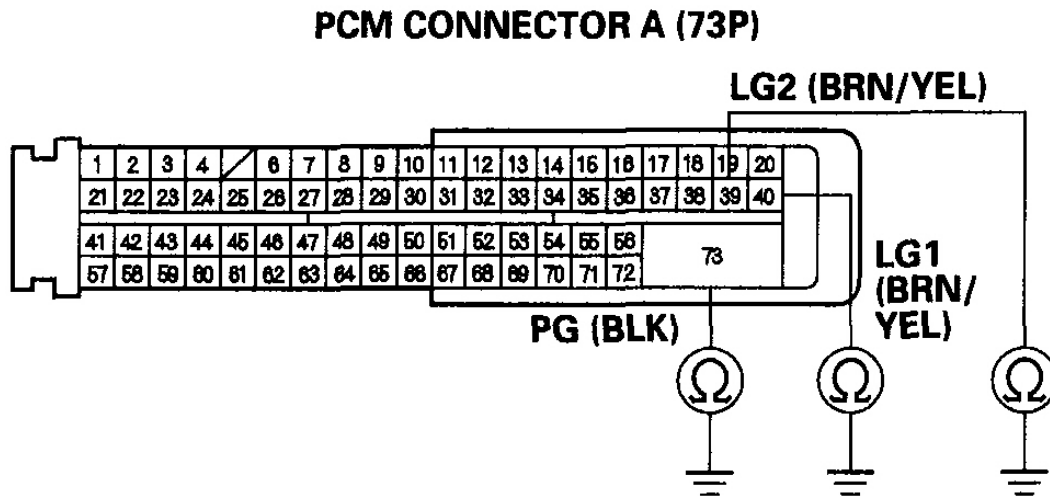 PCM CONNECTOR A (73P)
LG2 (BRN/YEL)
1 2 3 4 6 7 8 9 10 11 12 13 14 15 16 17 18 19 20
21 22 23 24 25 26 27 28 29 30 31 32 33 34 35 36 37 38 39 40
41 42 43 44 45 46 47 48 49 50 51 52 53 54 55 56
73
57 58 59 60 61 62 63 64 65 66 67 68 69 70 71 72
LG1
(BRN/
YEL)
PG (BLK)
Ω Ω Ω